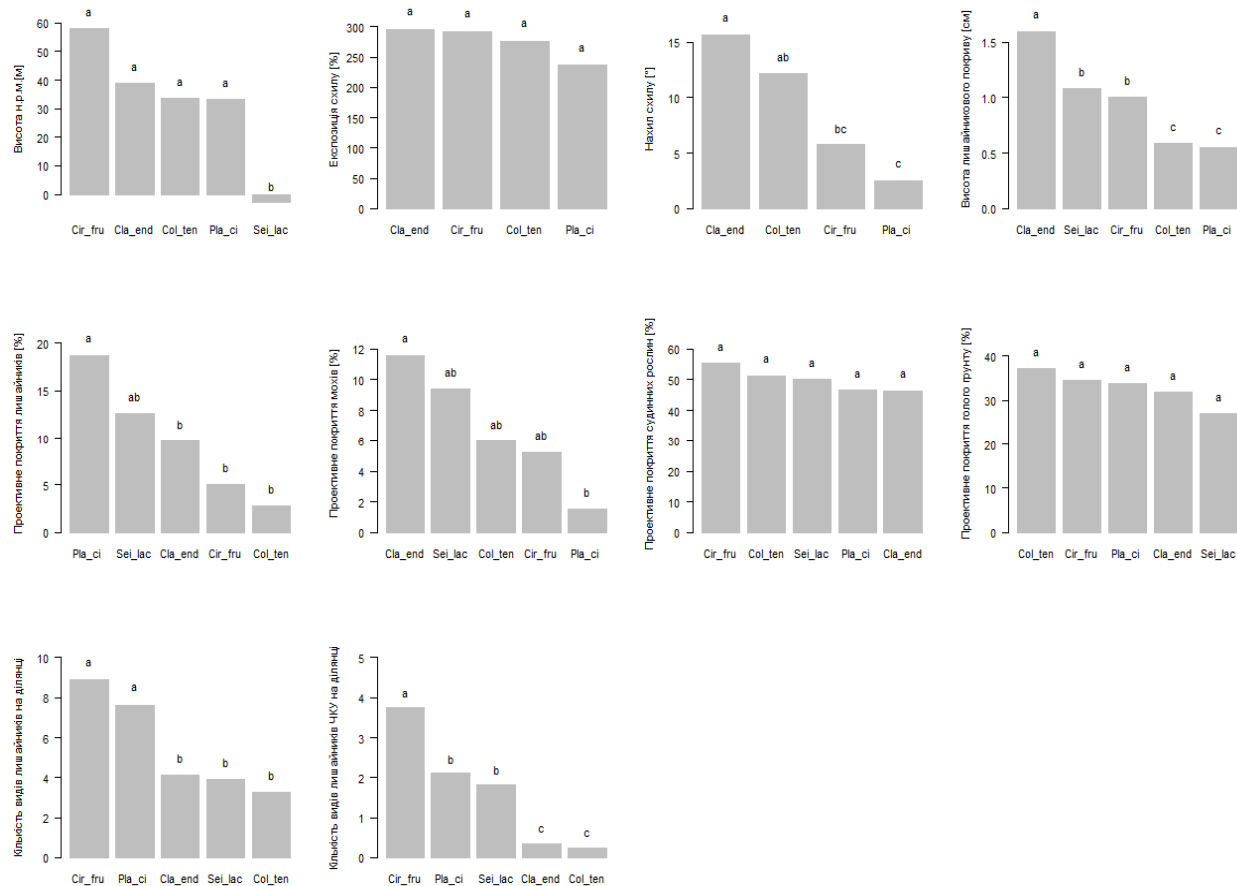 Висота н.р.м.[м]
60
50
40
30
20
10
0
a
a
a
a
b
Cir_fru Cla_end Col_ten Pla_ci Sei_lac
Експозиція схилу [%]
300
250
200
150
100
50
0
a
a
a
a
Cla_end Cir_fru Col_ten Pla_ci
Нахил схилу [°]
15
10
5
0
a
ab
bc
c
Cla_end Col_ten Cir_fru Pla_ci
Висота лишайникового покриву [см]
1.5
1.0
0.5
0.0
a
b
b
c
c
Cla_end Sei_lac Cir_fru Col_ten Pla_ci
Проективне покриття лишайників [%]
20
15
10
5
0
a
ab
b
b
b
Pla_ci Sei_lac Cla_end Cir_fru Col_ten
Проективне покриття мохів [%]
12
10
8
6
4
2
0
a
ab
ab
ab
b
Cla_end Sei_lac Col_ten Cir_fru Pla_ci
Проективне покриття судинних рослин [%]
60
50
40
30
20
10
0
a
a
a
a
a
Cir_fru Col_ten Sei_lac Pla_ci Cla_end
Проективне покриття голого грунту [%]
40
30
20
10
0
a
a
a
a
a
Col_ten Cir_fru Pla_ci Cla_end Sei_lac
Кількість видів лишайників на ділянці
10
8
6
4
2
0
a
a
b
b
b
Cir_fru Pla_ci Cla_end Sei_lac Col_ten
Кількість видів лишайників ЧКУ на ділянці
5
4
3
2
1
0
a
b
b
c
c
Cir_fru Pla_ci Sei_lac Cla_end Col_ten